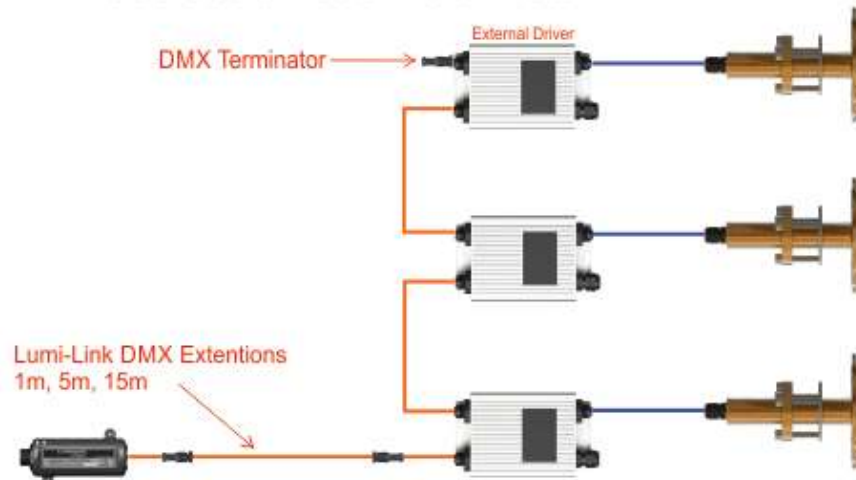 External Driver
DMX Terminator
Lumi-Link DMX Extentions
1m, 5m, 15m